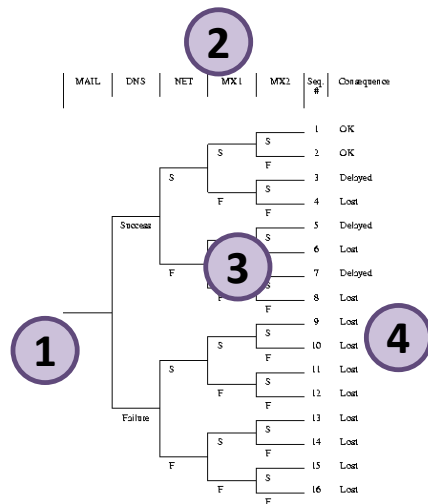 2
MAIL DNS NET MX1 MX2 Seq. # Consequence
1 OK
S
S
2 OK
F
S
3 Delayed
S
F
4 Lost
F
Success
5 Delayed
S
6 Lost
3
F
7 Delayed
S
F
8 Lost
F
1
4
9 Lost
S
S
10 Lost
F
S
11 Lost
S
F
12 Lost
F
Failure
13 Lost
S
S
14 Lost
F
F
15 Lost
S
F
16 Lost
F